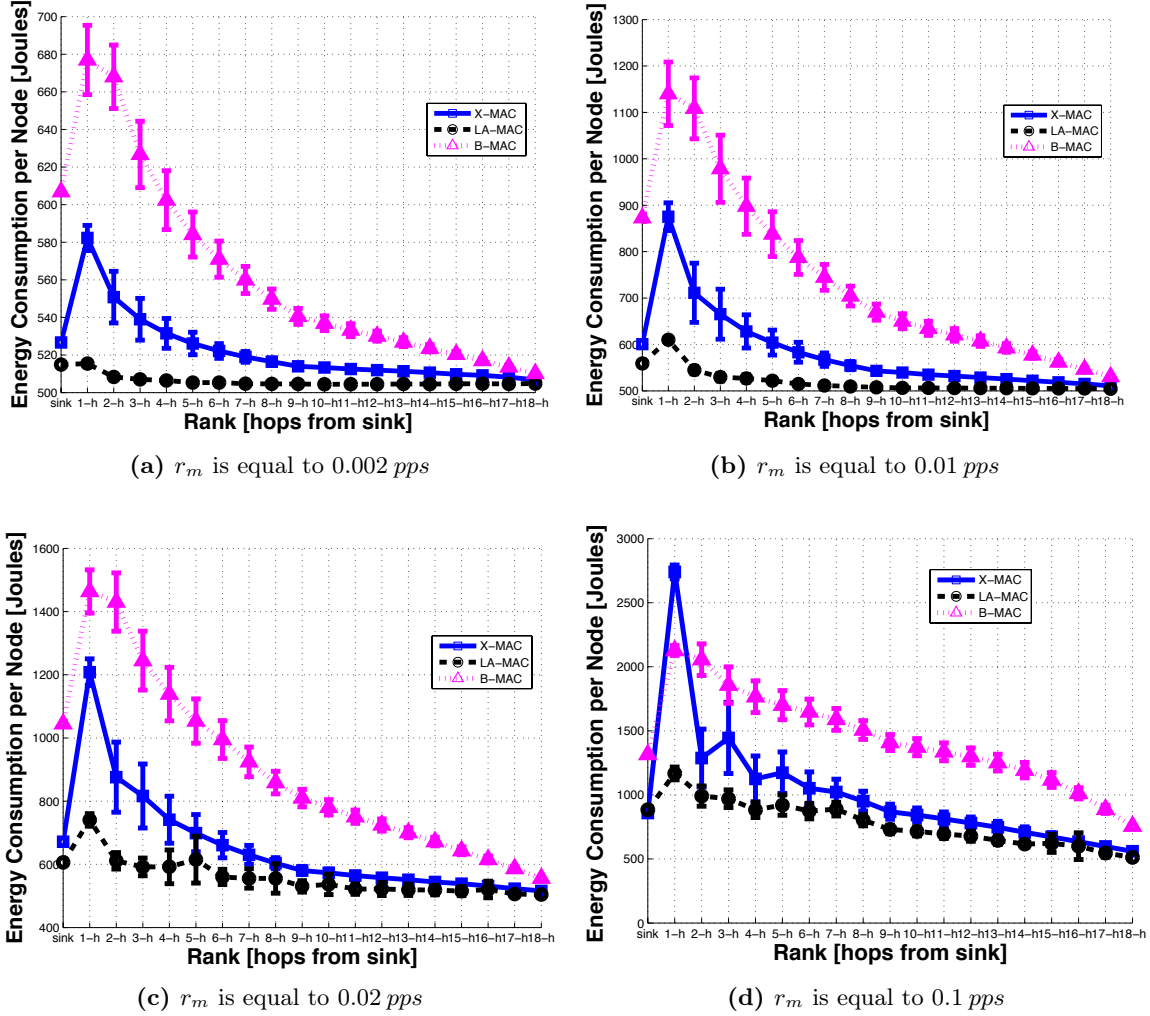 700
680
660
640
620
600
580
560
540
520
500
Energy Consumption per Node [Joules]
X−MAC
LA−MAC
B−MAC
sink 1−h 2−h 3−h 4−h 5−h 6−h 7−h 8−h 9−h 10−h11−h12−h13−h14−h15−h16−h17−h18−h
Rank [hops from sink]
(a) r_m is equal to 0.002 pps
1300
1200
1100
1000
900
800
700
600
500
Energy Consumption per Node [Joules]
X−MAC
LA−MAC
B−MAC
sink 1−h 2−h 3−h 4−h 5−h 6−h 7−h 8−h 9−h 10−h11−h12−h13−h14−h15−h16−h17−h18−h
Rank [hops from sink]
(b) r_m is equal to 0.01 pps
1600
1400
1200
1000
800
600
400
Energy Consumption per Node [Joules]
X−MAC
LA−MAC
B−MAC
sink 1−h 2−h 3−h 4−h 5−h 6−h 7−h 8−h 9−h 10−h11−h12−h13−h14−h15−h16−h17−h18−h
Rank [hops from sink]
(c) r_m is equal to 0.02 pps
3000
2500
2000
1500
1000
500
0
Energy Consumption per Node [Joules]
X−MAC
LA−MAC
B−MAC
sink 1−h 2−h 3−h 4−h 5−h 6−h 7−h 8−h 9−h 10−h11−h12−h13−h14−h15−h16−h17−h18−h
Rank [hops from sink]
(d) r_m is equal to 0.1 pps